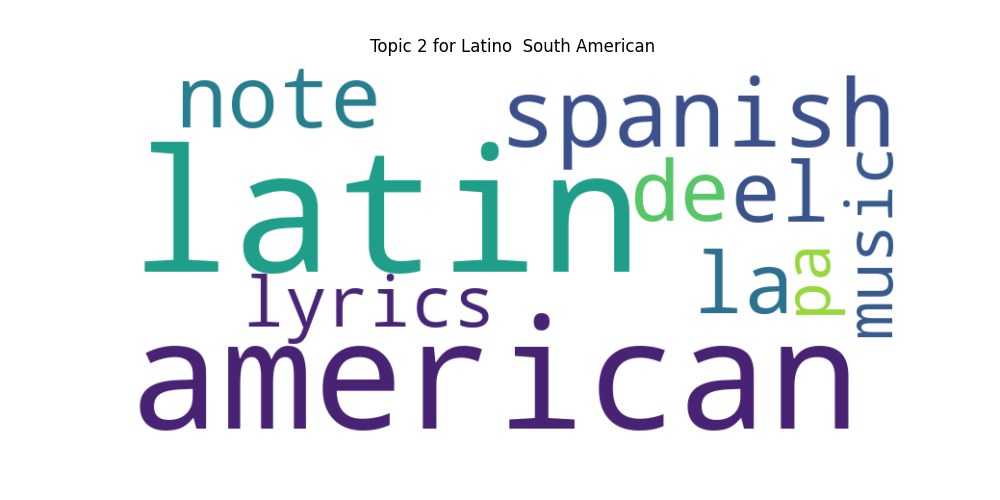 Topic 2 for Latino  South American
note
spanish
latin
de
el
music
la
pa
lyrics
american